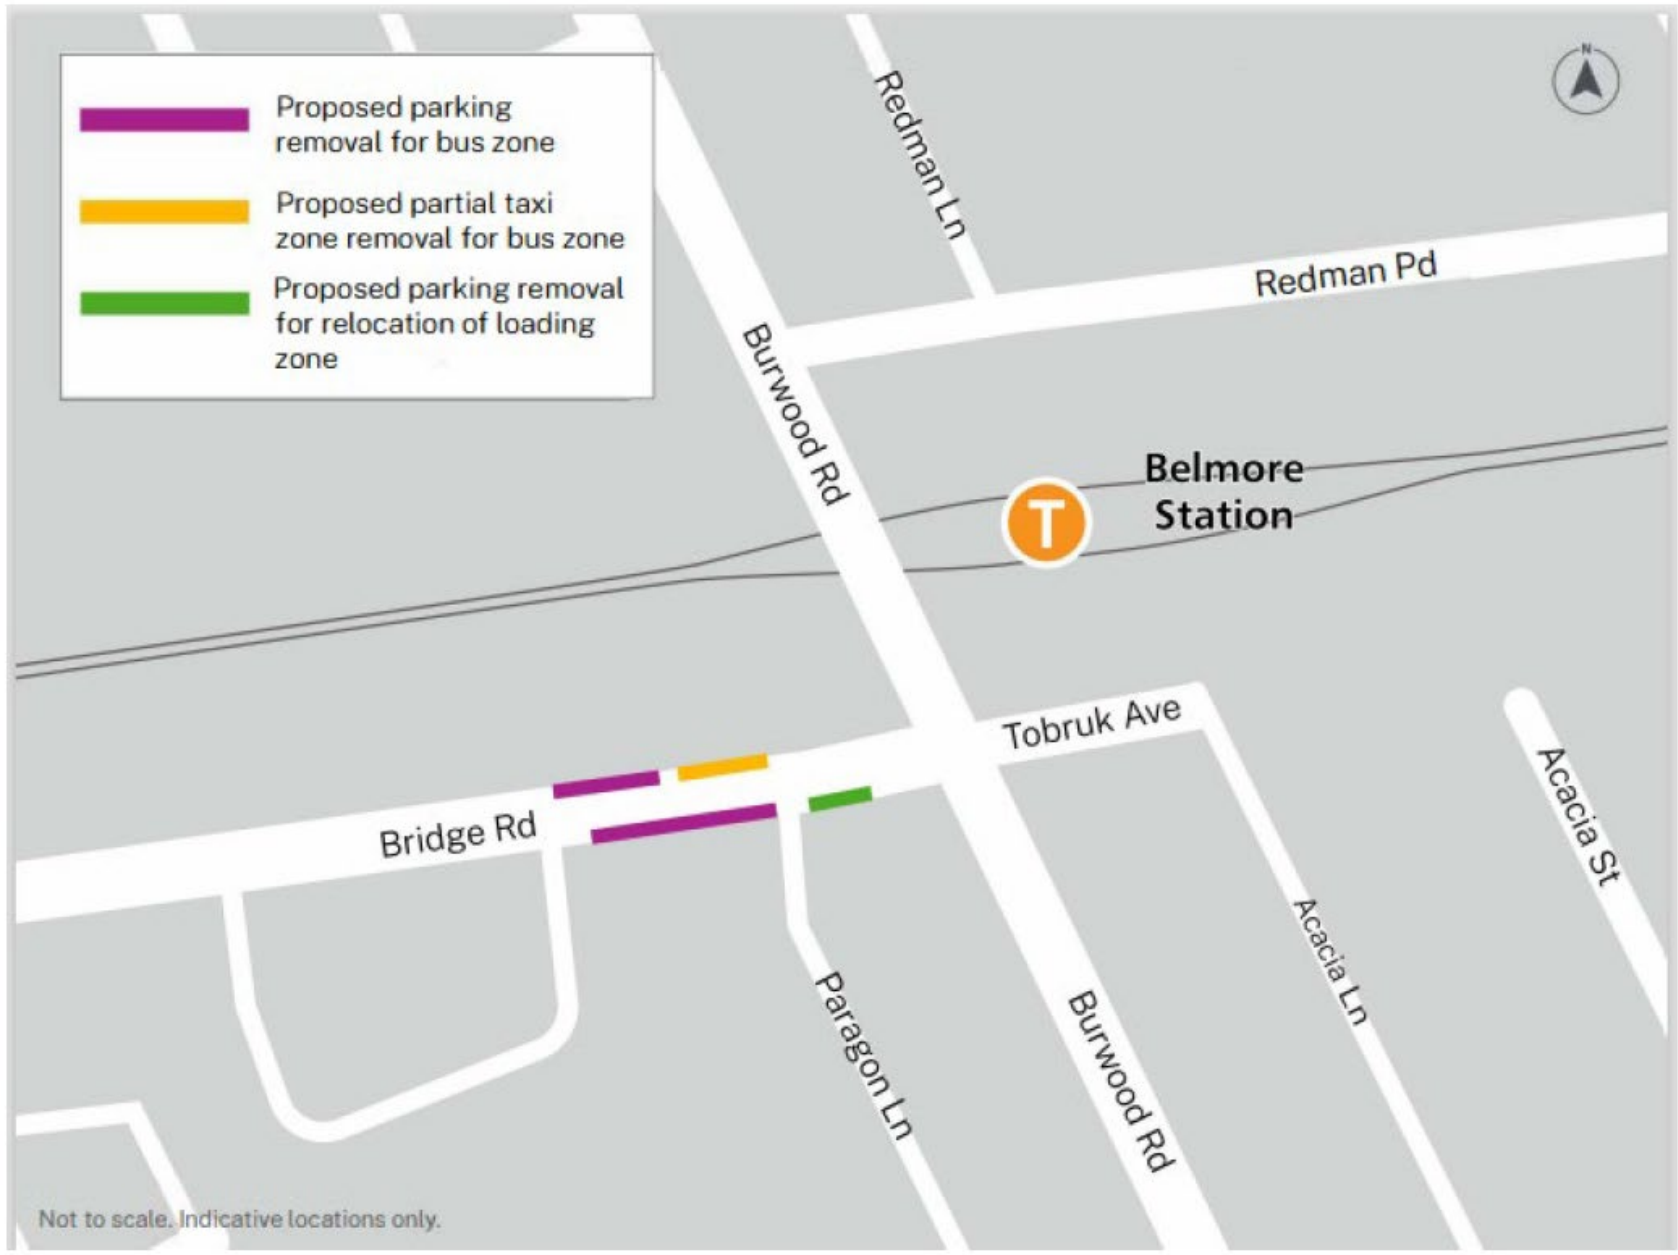 N
Proposed parking
removal for bus zone
Proposed partial taxi
zone removal for bus zone
Proposed parking removal
for relocation of loading
zone
Redman Ln
Redman Pd
Burwood Rd
Belmore
Station
T
Tobruk Ave
Bridge Rd
Acacia St
Acacia Ln
Paragon Ln
Burwood Rd
Not to scale. Indicative locations only.